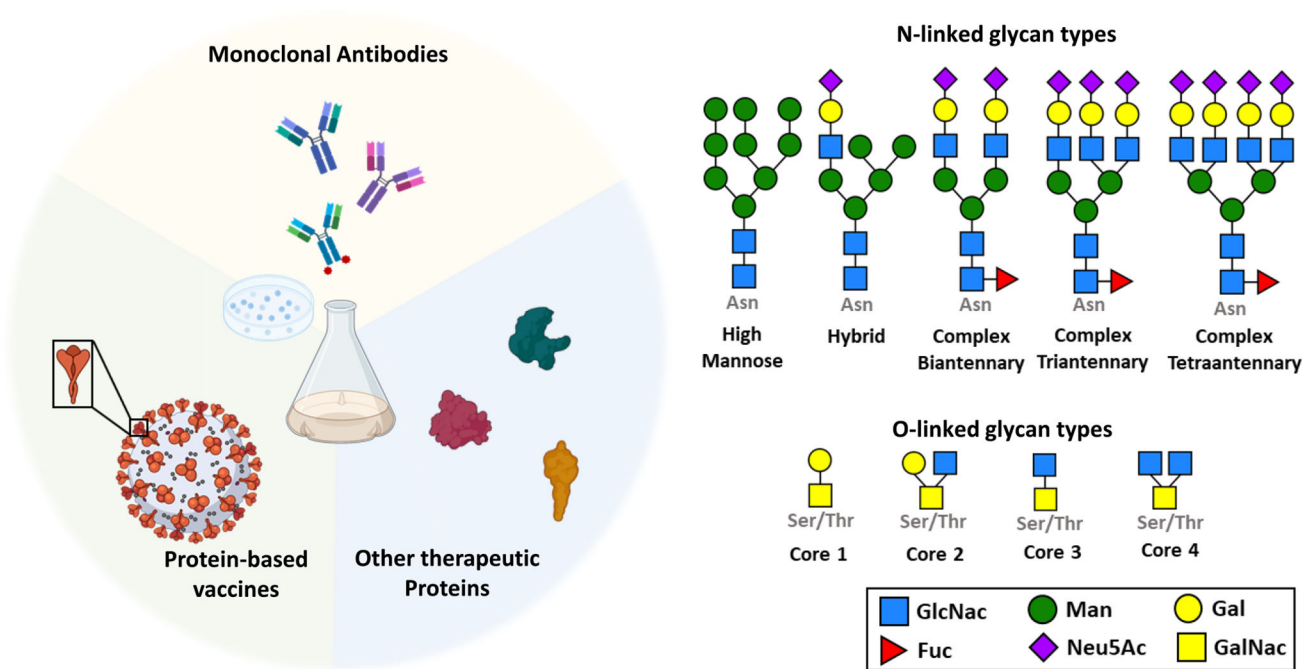 Monoclonal Antibodies
Protein-based
vaccines
Other therapeutic
Proteins
N-linked glycan types
Asn
Asn
Asn
Asn
Asn
High
Mannose
Hybrid
Complex
Biantennary
Complex
Triantennary
Complex
Tetraantennary
O-linked glycan types
Ser/Thr
Ser/Thr
Ser/Thr
Ser/Thr
Core 1
Core 2
Core 3
Core 4
GlcNac
Man
Gal
Fuc
Neu5Ac
GalNac